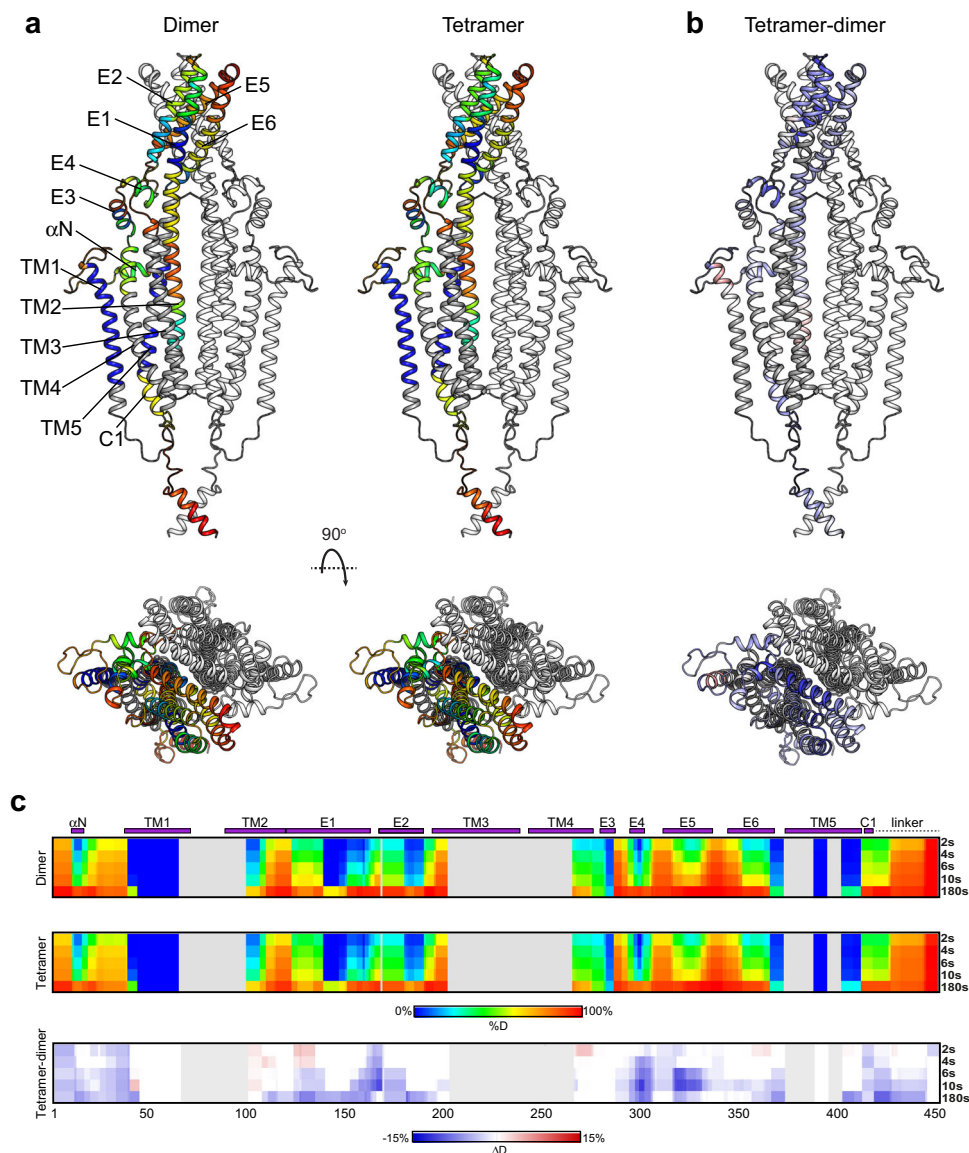 a
Dimer
Tetramer
b
Tetramer-dimer
E2
E5
E1
E6
E4
E3
αN
TM1
TM2
TM3
TM4
TM5
C1
90°
c
αN TM1 TM2 E1 E2 TM3 TM4 E3 E4 E5 E6 TM5 C1 linker
Dimer
2s
4s
6s
10s
180s
Tetramer
2s
4s
6s
10s
180s
0% 100%
%D
Tetramer-dimer
2s
4s
6s
10s
180s
1 50 100 150 200 250 300 350 400 450
-15% 15%
ΔD